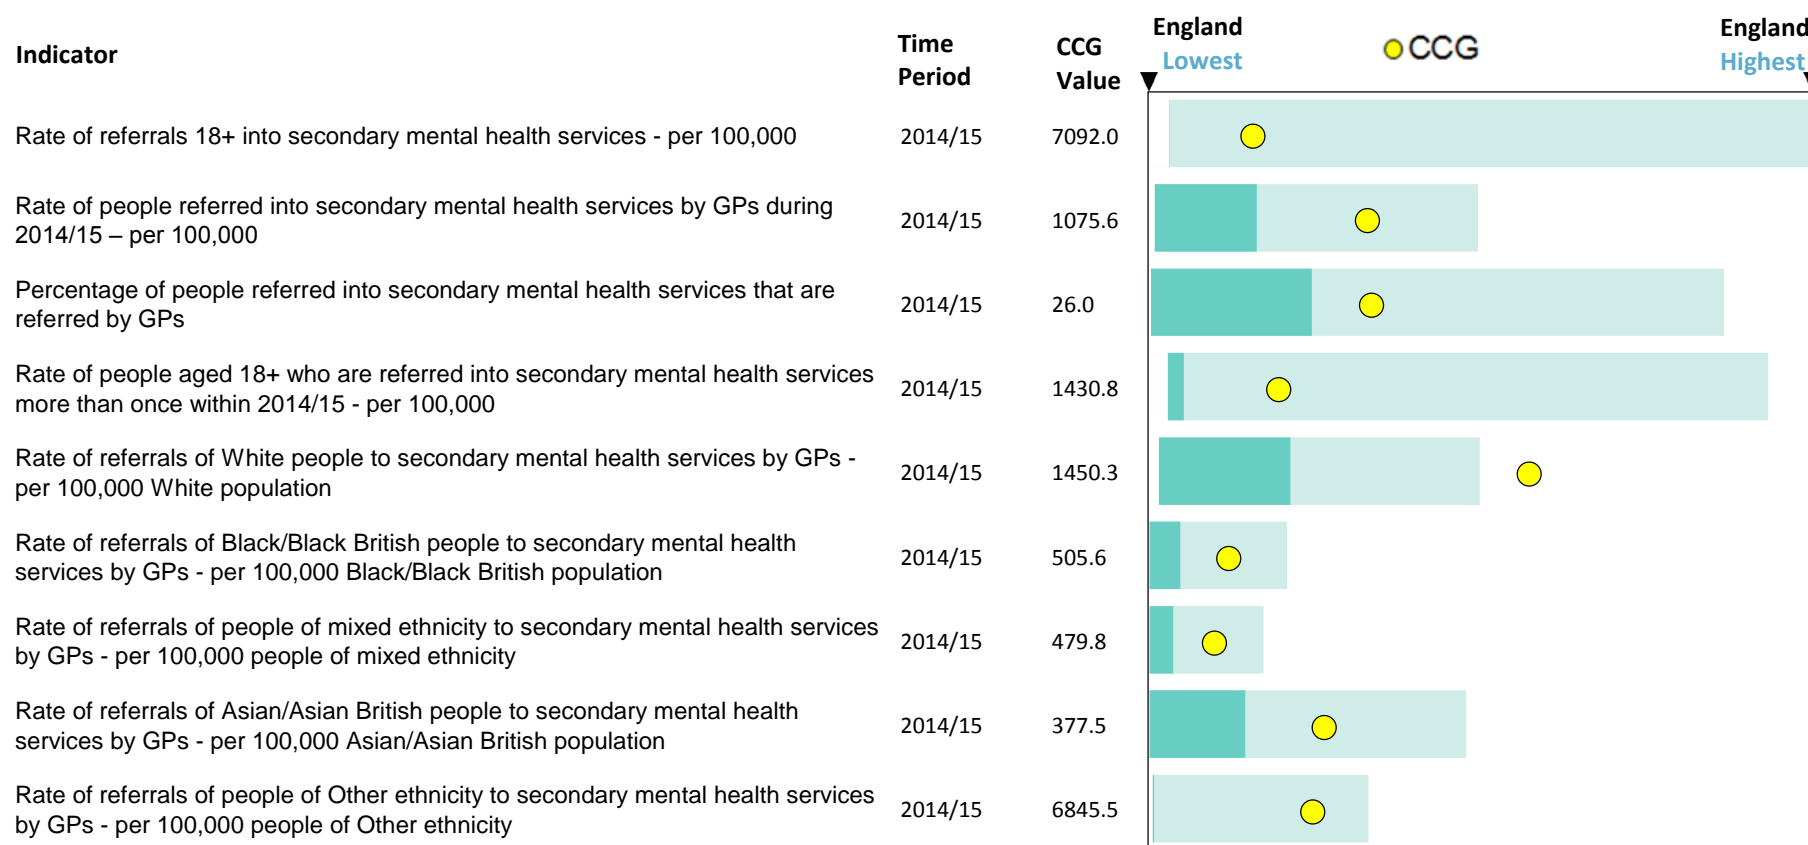 Indicator
Time Period
CCG Value
England Lowest
CCG
England Highest
Rate of referrals 18+ into secondary mental health services - per 100,000
2014/15
7092.0
Rate of people referred into secondary mental health services by GPs during
2014/15 – per 100,000
2014/15
1075.6
Percentage of people referred into secondary mental health services that are
referred by GPs
2014/15
26.0
Rate of people aged 18+ who are referred into secondary mental health services
more than once within 2014/15 - per 100,000
2014/15
1430.8
Rate of referrals of White people to secondary mental health services by GPs -
per 100,000 White population
2014/15
1450.3
Rate of referrals of Black/Black British people to secondary mental health
services by GPs - per 100,000 Black/Black British population
2014/15
505.6
Rate of referrals of people of mixed ethnicity to secondary mental health services
by GPs - per 100,000 people of mixed ethnicity
2014/15
479.8
Rate of referrals of Asian/Asian British people to secondary mental health
services by GPs - per 100,000 Asian/Asian British population
2014/15
377.5
Rate of referrals of people of Other ethnicity to secondary mental health services
by GPs - per 100,000 people of Other ethnicity
2014/15
6845.5